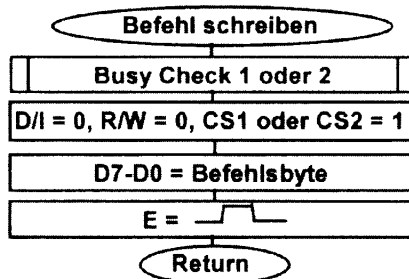 Befehl schreiben
Busy Check 1 oder 2
D/I = 0, R/W = 0, CS1 oder CS2 = 1
D7-D0 = Befehlsbyte
E =
Return